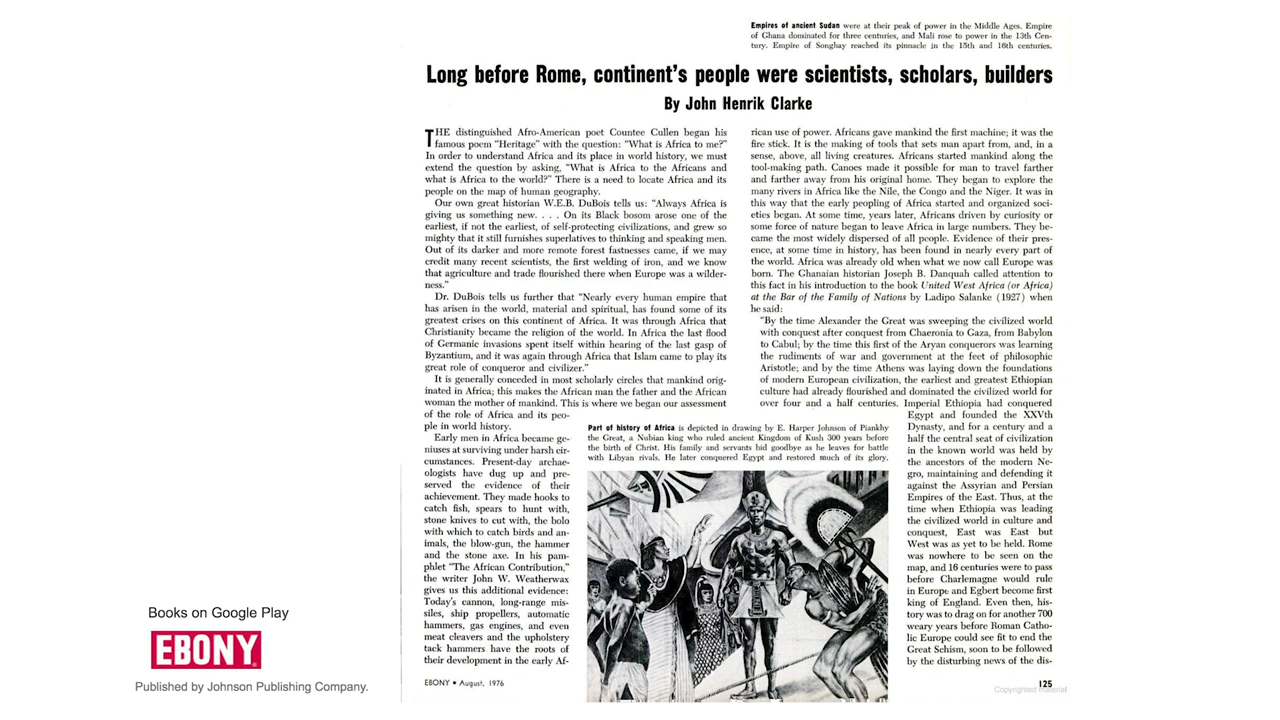 Empires of ancient Sudan were at their peak of power in the Middle Ages. Empire
of Ghana dominated for three centuries, and Mali rose to power in the 13th Cen-
tury. Empire of Songhay reached its pinnacle in the 15th and 16th centuries.
Long before Rome, continent's people were scientists, scholars, builders
By John Henrik Clarke
THE distinguished Afro-American poet Countee Cullen began his
famous poem "Heritage" with the question: "What is Africa to me?"
In order to understand Africa and its place in world history, we must
extend the question by asking, "What is Africa to the Africans and
what is Africa to the world?" There is a need to locate Africa and its
people on the map of human geography.
Our own great historian W.E.B. DuBois tells us: "Always Africa is
giving us something new. . . . On its Black bosom arose one of the
earliest, if not the earliest, of self-protecting civilizations, and grew so
mighty that it still furnishes superlatives to thinking and speaking men.
Out of its darker and more remote forest fastnesses came, if we may
credit many recent scientists, the first welding of iron, and we know
that agriculture and trade flourished there when Europe was a wilder-
ness."
Dr. DuBois tells us further that "Nearly every human empire that
has arisen in the world, material and spiritual, has found some of its
greatest crises on this continent of Africa. It was through Africa that
Christianity became the religion of the world. In Africa the last flood
of Germanic invasions spent itself within hearing of the last gasp of
Byzantium, and it was again through Africa that Islam came to play its
great role of conqueror and civilizer."
It is generally conceded in most scholarly circles that mankind orig-
inated in Africa; this makes the African man the father and the African
woman the mother of mankind. This is where we began our assessment
of the role of Africa and its peo-
ple in world history.
Early men in Africa became ge-
niuses at surviving under harsh cir-
cumstances. Present-day archae-
ologists have dug up and pre-
served the evidence of their
achievement. They made hooks to
catch fish, spears to hunt with,
stone knives to cut with, the bolo
with which to catch birds and an-
imals, the blow-gun, the hammer
and the stone axe. In his pam-
phlet "The African Contribution,"
the writer John W. Weatherwax
gives us this additional evidence:
Today's cannon, long-range mis-
siles, ship propellers, automatic
hammers, gas engines, and even
meat cleavers and the upholstery
tack hammers have the roots of
their development in the early Af-
rican use of power. Africans gave mankind the first machine; it was the
fire stick. It is the making of tools that sets man apart from, and, in a
sense, above, all living creatures. Africans started mankind along the
tool-making path. Canoes made it possible for man to travel farther
and farther away from his original home. They began to explore the
many rivers in Africa like the Nile, the Congo and the Niger. It was in
this way that the early peopling of Africa started and organized soci-
eties began. At some time, years later, Africans driven by curiosity or
some force of nature began to leave Africa in large numbers. They be-
came the most widely dispersed of all people. Evidence of their pres-
ence, at some time in history, has been found in nearly every part of
the world. Africa was already old when what we now call Europe was
born. The Ghanaian historian Joseph B. Danquah called attention to
this fact in his introduction to the book United West Africa (or Africa)
at the Bar of the Family of Nations by Ladipo Salanke (1927) when
he said:
"By the time Alexander the Great was sweeping the civilized world
with conquest after conquest from Chaeronia to Gaza, from Babylon
to Cabul; by the time this first of the Aryan conquerors was learning
the rudiments of war and government at the feet of philosophic
Aristotle; and by the time Athens was laying down the foundations
of modern European civilization, the earliest and greatest Ethiopian
culture had already flourished and dominated the civilized world for
over four and a half centuries. Imperial Ethiopia had conquered
Egypt and founded the XXVth
Dynasty, and for a century and a
half the central seat of civilization
in the known world was held by
the ancestors of the modern Ne-
gro, maintaining and defending it
against the Assyrian and Persian
Empires of the East. Thus, at the
time when Ethiopia was leading
the civilized world in culture and
conquest, East was East but
West was as yet to be held. Rome
was nowhere to be seen on the
map, and 16 centuries were to pass
before Charlemagne would rule
in Europe and Egbert become first
king of England. Even then, his-
tory was to drag on for another 700
weary years before Roman Catho-
lic Europe could see fit to end the
Great Schism, soon to be followed
by the disturbing news of the dis-
Part of history of Africa is depicted in drawing by E. Harper Johnson of Piankhy
the Great, a Nubian king who ruled ancient Kingdom of Kush 300 years before
the birth of Christ. His family and servants bid goodbye as he leaves for battle
with Libyan rivals. He later conquered Egypt and restored much of its glory.
EBONY • August, 1976
125
Copyrighted material
Books on Google Play
EBONY
Published by Johnson Publishing Company.